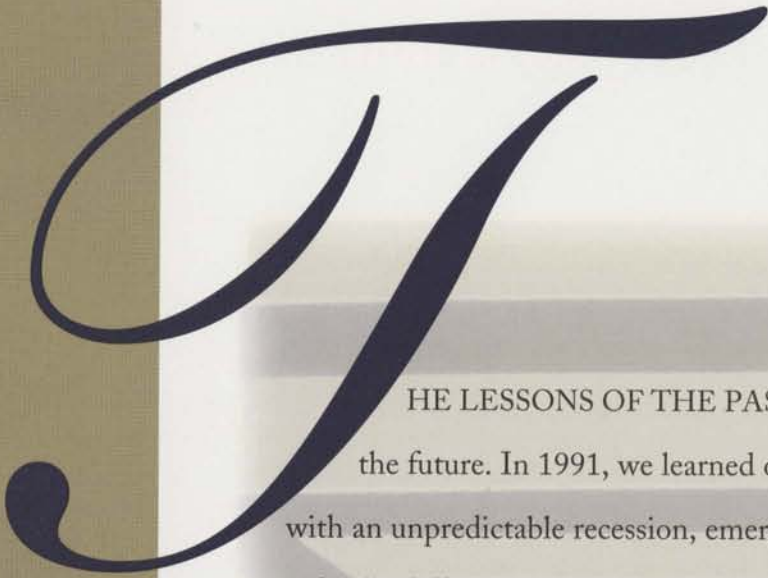 THE LESSONS OF THE PAS
the future. In 1991, we learned
with an unpredictable recession, emer